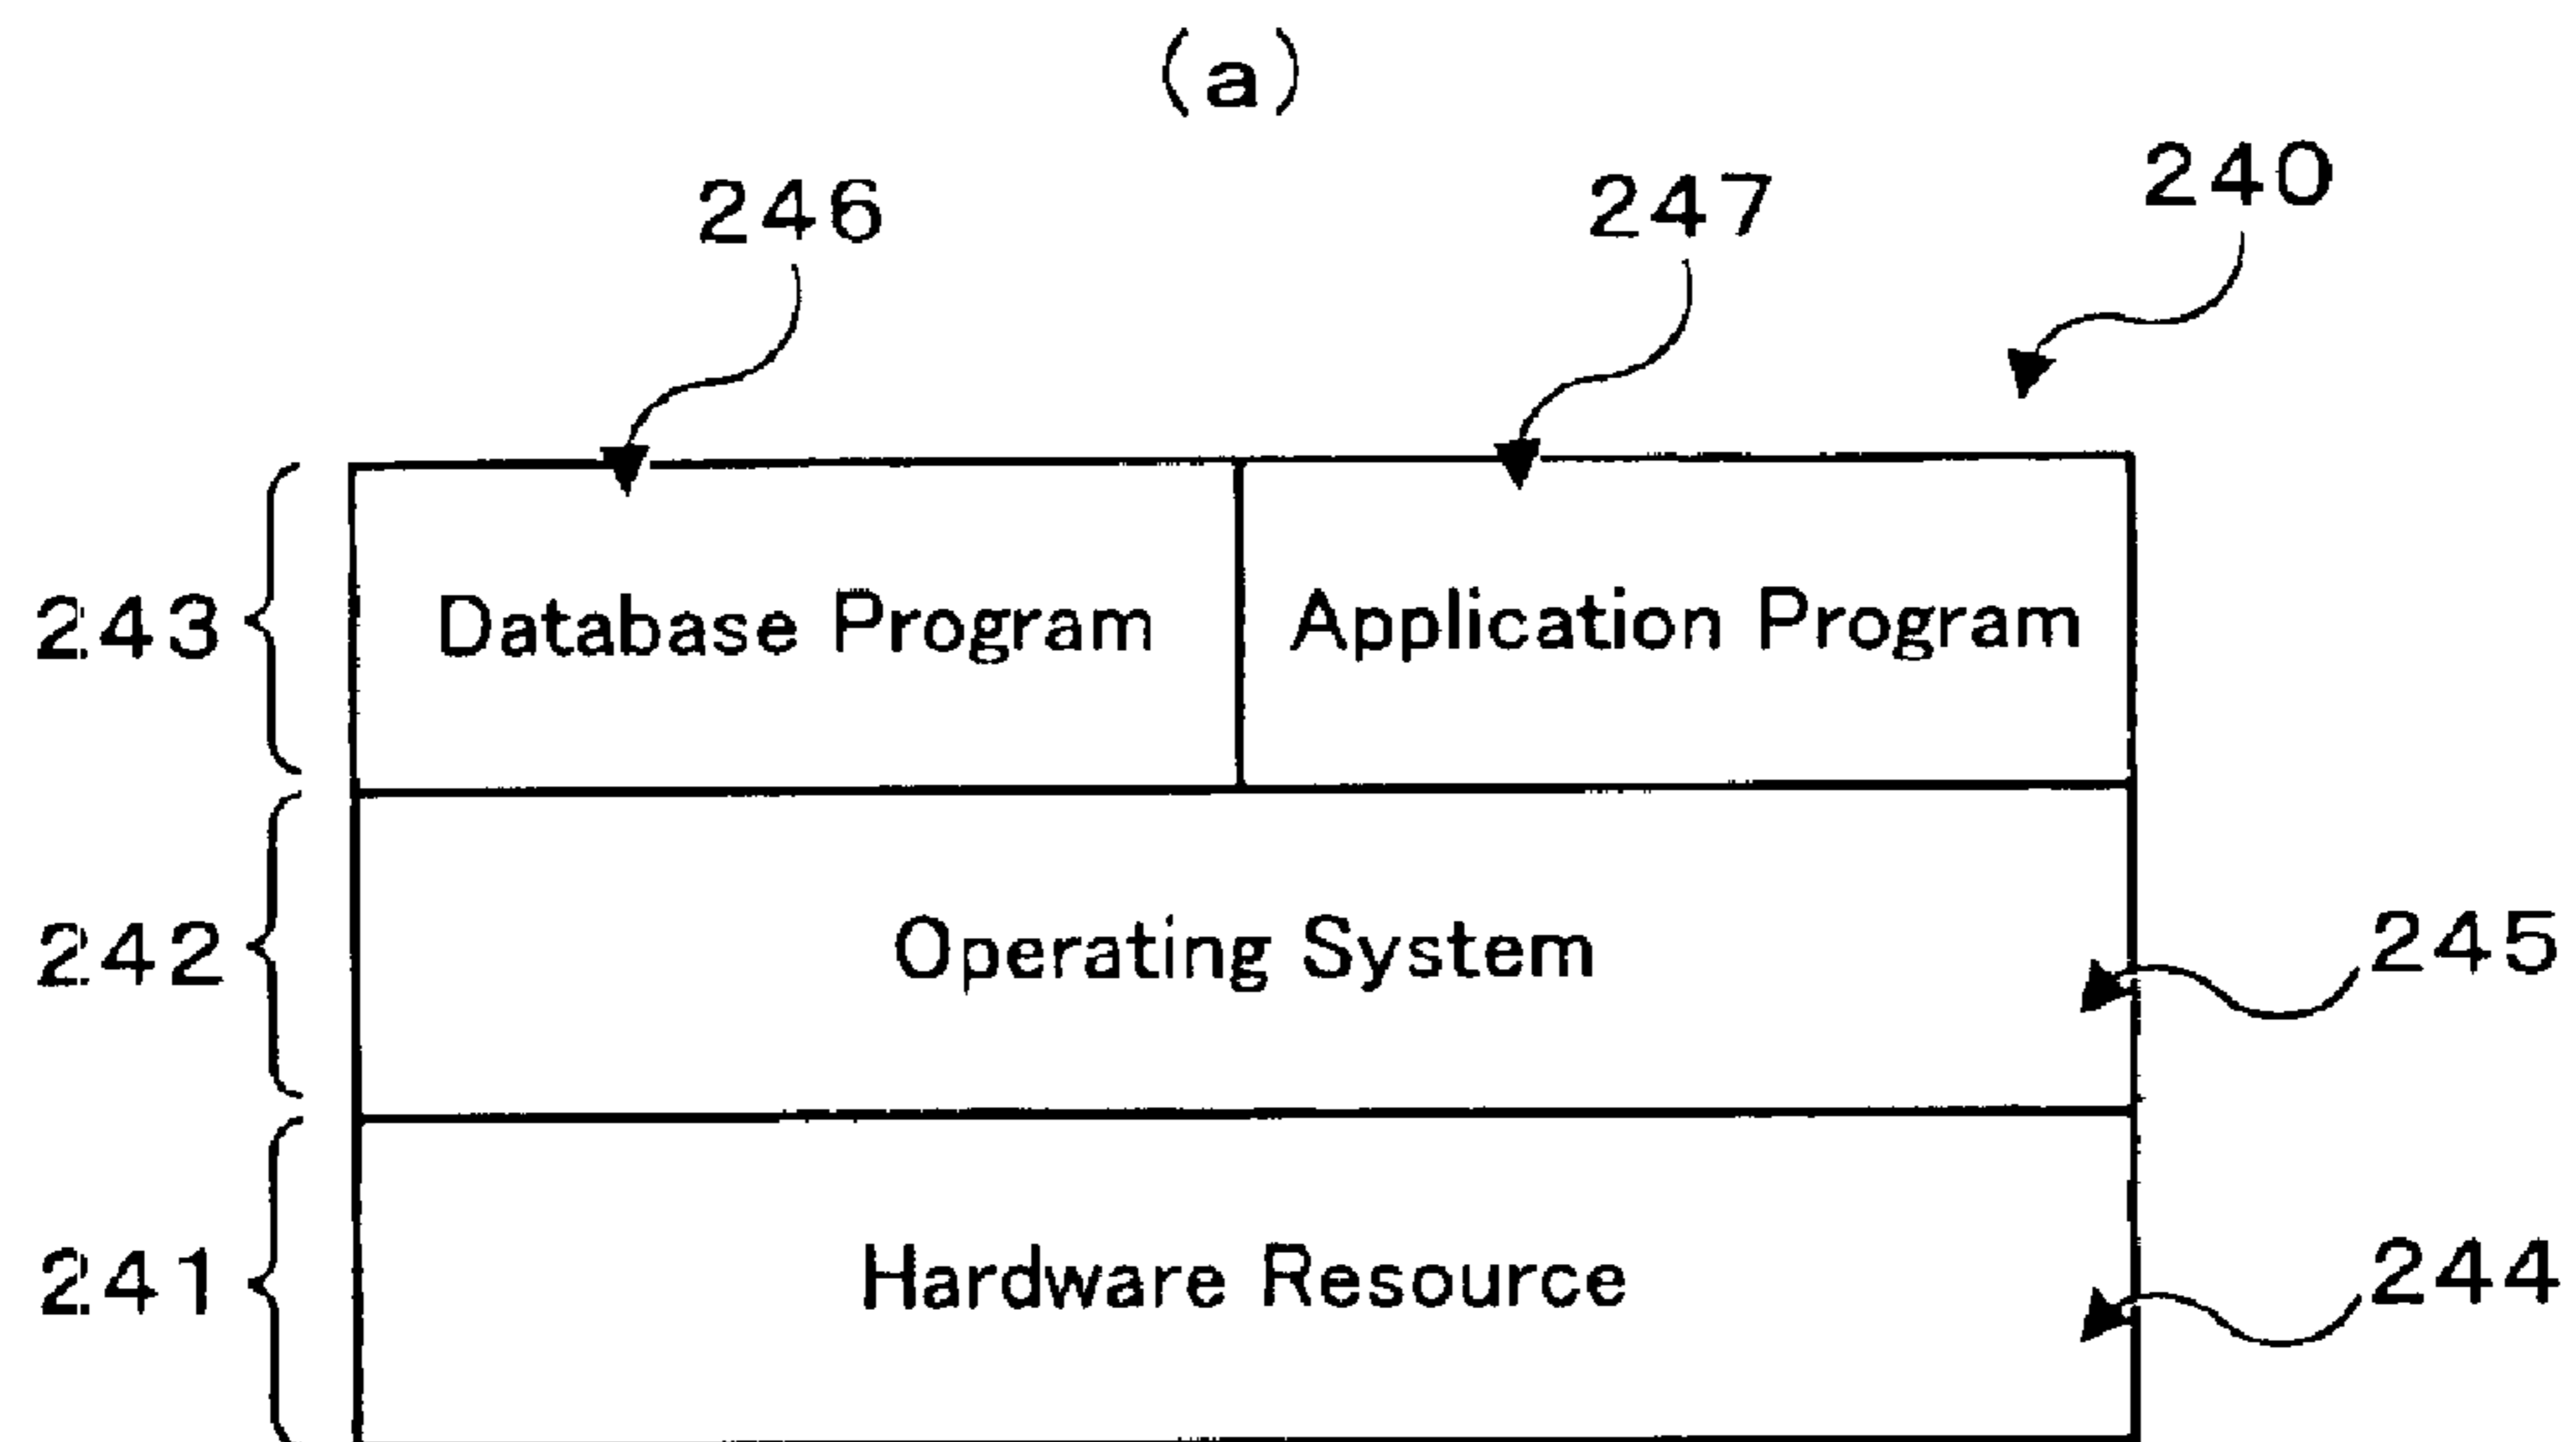 (a)
246 247 240
243 Database Program Application Program
242 Operating System 245
241 Hardware Resource 244